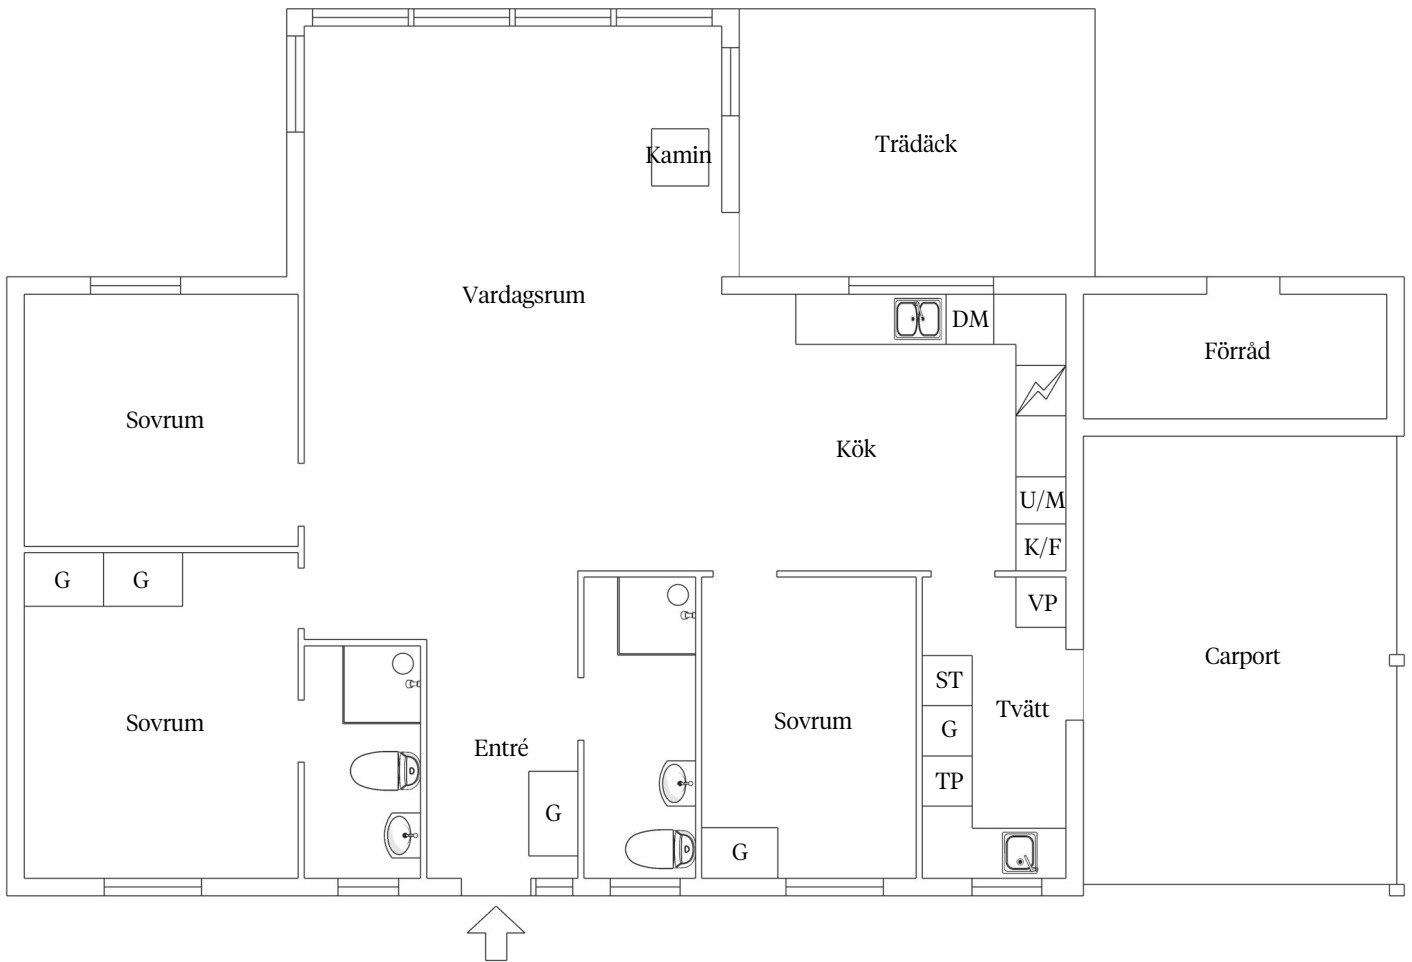 Trädäck
Kamin
Vardagsrum
DM
Förråd
Sovrum
Kök
U/M
K/F
G
G
VP
Carport
ST
Tvätt
Sovrum
Sovrum
G
Entré
TP
G
G